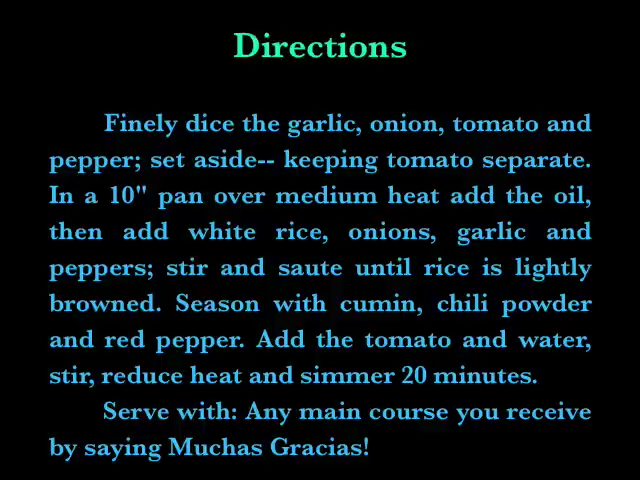 Directions
Finely dice the garlic, onion, tomato and
pepper; set aside-- keeping tomato separate.
In a 10" pan over medium heat add the oil,
then add white rice, onions, garlic and
peppers; stir and saute until rice is lightly
browned. Season with cumin, chili powder
and red pepper. Add the tomato and water,
stir, reduce heat and simmer 20 minutes.
Serve with: Any main course you receive
by saying Muchas Gracias!